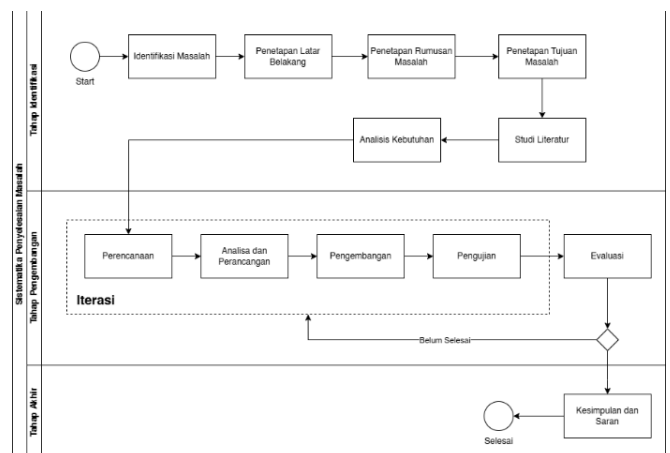 Sistematika Penyelesaian Masalah
Tahap Identifikasi
Start
Identifikasi Masalah
Penetapan Latar
Belakang
Penetapan Rumusan
Masalah
Penetapan Tujuan
Masalah
Studi Literatur
Analisis Kebutuhan
Tahap Pengembangan
Perencanaan
Analisa dan
Perancangan
Pengembangan
Pengujian
Evaluasi
Iterasi
Belum Selesai
Tahap Akhir
Kesimpulan dan
Saran
Selesai